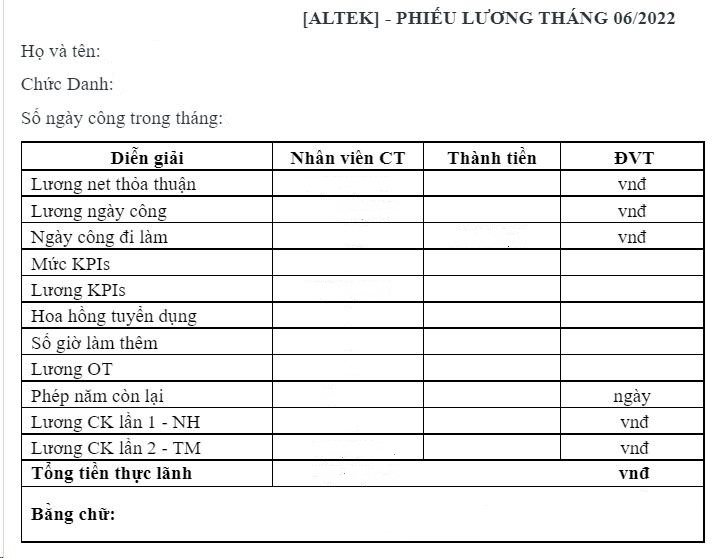 [ALTEK] - PHIẾU LƯƠNG THÁNG 06/2022
Họ và tên:
Chức Danh:
Số ngày công trong tháng:
Diễn giải Nhân viên CT Thành tiền ĐVT
Lương net thỏa thuận vnđ
Lương ngày công vnđ
Ngày công đi làm vnđ
Mức KPIs
Lương KPIs
Hoa hồng tuyển dụng
Số giờ làm thêm
Lương OT
Phép năm còn lại ngày
Lương CK lần 1 - NH vnđ
Lương CK lần 2 - TM vnđ
Tổng tiền thực lãnh vnđ
Bằng chữ: